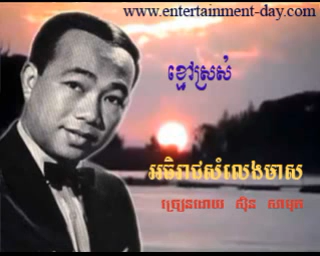 www.entertainment-day.com
ខ្មៅស្រស់
អធិរាជសំលេងមាស
ច្រៀងដោយ ស៊ីន សាមុត